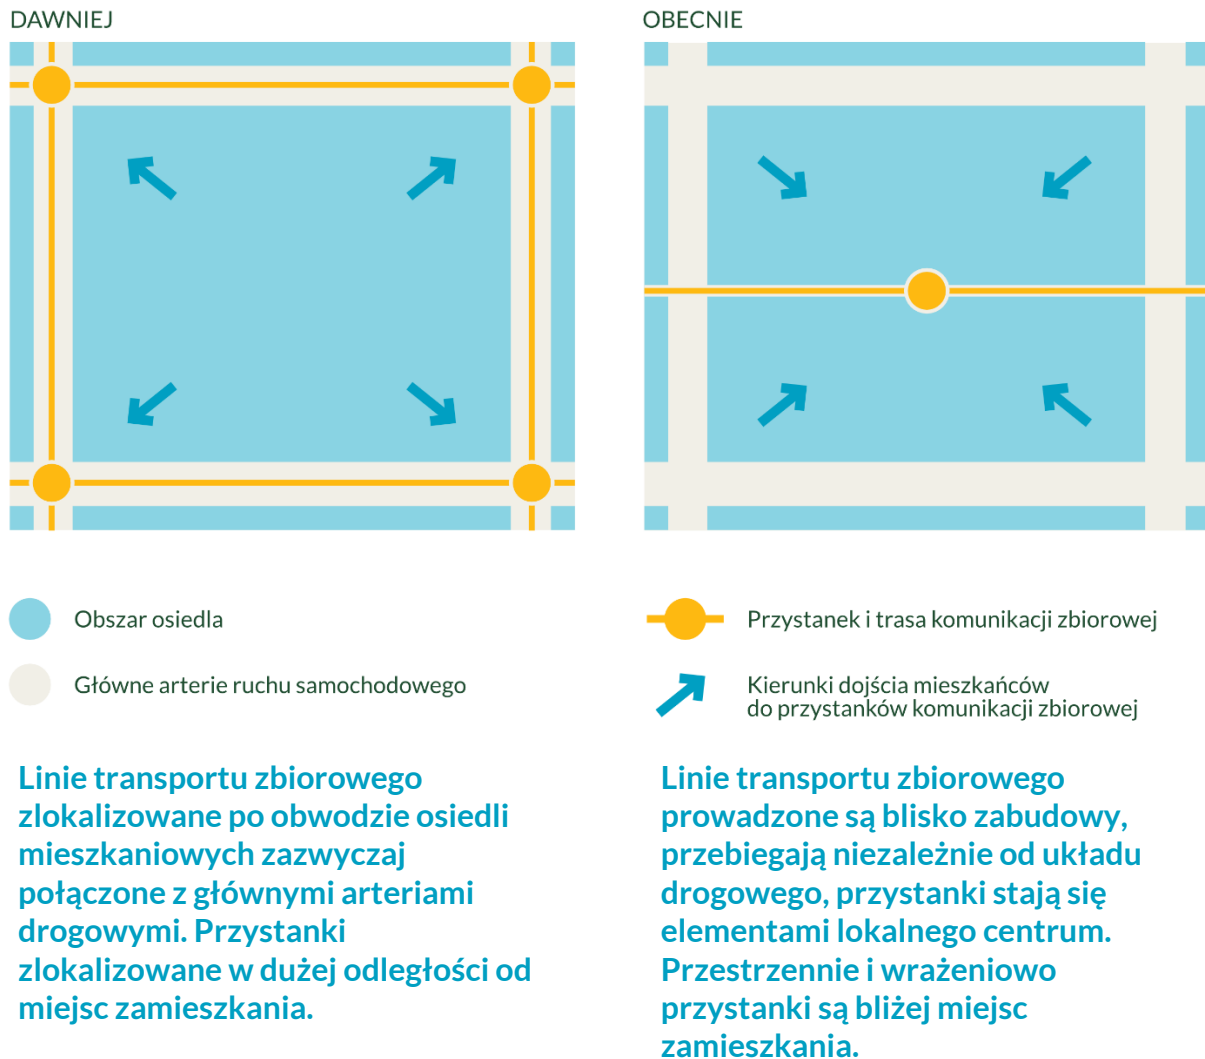 DAWNIEJ
OBECNIE
Obszar osiedla
Główne arterie ruchu samochodowego
Przystanek i trasa komunikacji zbiorowej
Kierunki dojścia mieszkańców
do przystanków komunikacji zbiorowej
Linie transportu zbiorowego
zlokalizowane po obwodzie osiedli
mieszkaniowych zazwyczaj
połączone z głównymi arteriami
drogowymi. Przystanki
zlokalizowane w dużej odległości od
miejsc zamieszkania.
Linie transportu zbiorowego
prowadzone są blisko zabudowy,
przebiegają niezależnie od układu
drogowego, przystanki stają się
elementami lokalnego centrum.
Przestrzennie i wrażeniowo
przystanki są bliżej miejsc
zamieszkania.